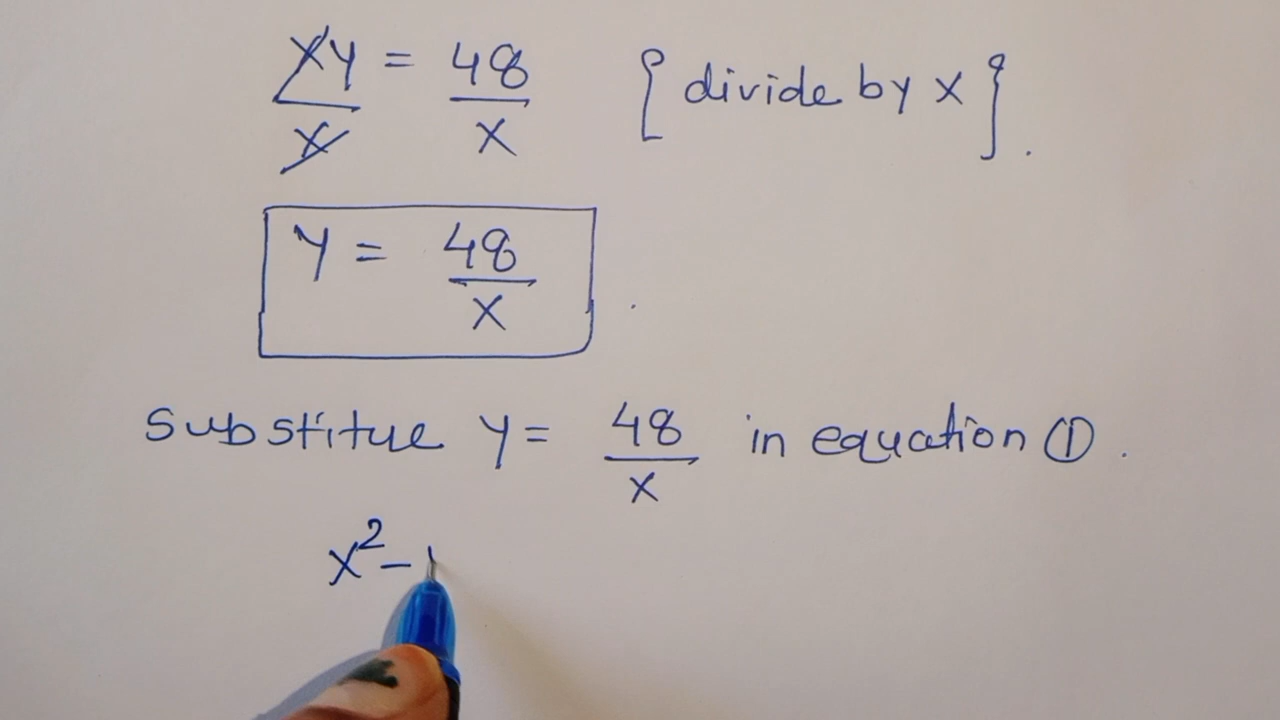 xy/x = 48/x {divide by x}.
y = 48/x .
Substitue y = 48/x in equation ① .
x² -